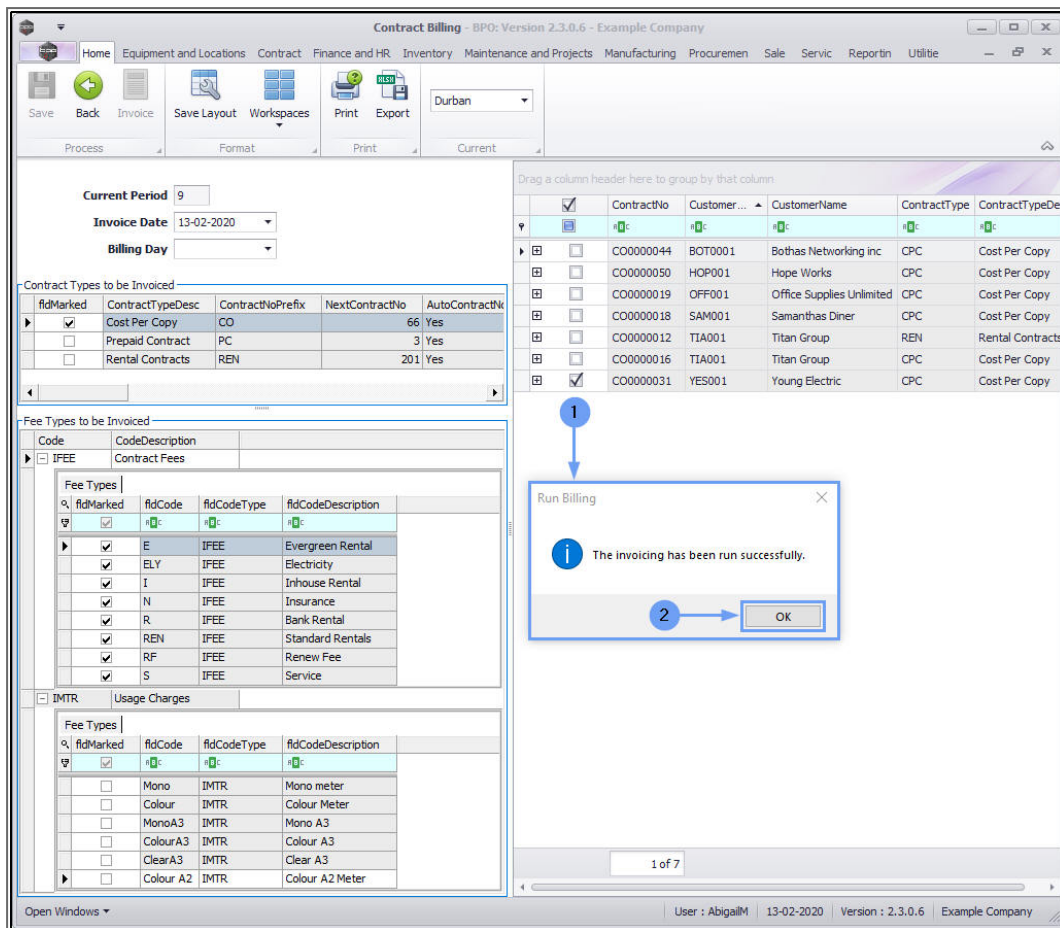 Contract Billing - BPO: Version 2.3.0.6 - Example Company
Home Equipment and Locations Contract Finance and HR Inventory Maintenance and Projects Manufacturing Procuremen Sale Servic Reportin Utilitie
Save Back Invoice Save Layout Workspaces Print Export Durban
Process Format Print Current
Current Period 9
Invoice Date 13-02-2020
Billing Day
Contract Types to be Invoiced
fldMarked ContractTypeDesc ContractNoPrefix NextContractNo AutoContractNo
Cost Per Copy CO 66 Yes
Prepaid Contract PC 3 Yes
Rental Contracts REN 201 Yes
Fee Types to be Invoiced
Code CodeDescription
IFEE Contract Fees
Fee Types
fldMarked fldCode fldCodeType fldCodeDescription
E IFEE Evergreen Rental
ELY IFEE Electricity
I IFEE Inhouse Rental
N IFEE Insurance
R IFEE Bank Rental
REN IFEE Standard Rentals
RF IFEE Renew Fee
S IFEE Service
IMTR Usage Charges
Fee Types
fldMarked fldCode fldCodeType fldCodeDescription
Mono IMTR Mono meter
Colour IMTR Colour Meter
MonoA3 IMTR Mono A3
ColourA3 IMTR Colour A3
ClearA3 IMTR Clear A3
Colour A2 IMTR Colour A2 Meter
Drag a column header here to group by that column
ContractNo Customer... CustomerName ContractType ContractTypeDe
CO0000044 BOT0001 Bothas Networking inc CPC Cost Per Copy
CO0000050 HOP001 Hope Works CPC Cost Per Copy
CO0000019 OFF001 Office Supplies Unlimited CPC Cost Per Copy
CO0000018 SAM001 Samanthas Diner CPC Cost Per Copy
CO0000012 TIA001 Titan Group REN Rental Contracts
CO0000016 TIA001 Titan Group CPC Cost Per Copy
CO0000031 YES001 Young Electric CPC Cost Per Copy
1
Run Billing
The invoicing has been run successfully.
2 OK
1 of 7
Open Windows User : AbigailM 13-02-2020 Version : 2.3.0.6 Example Company